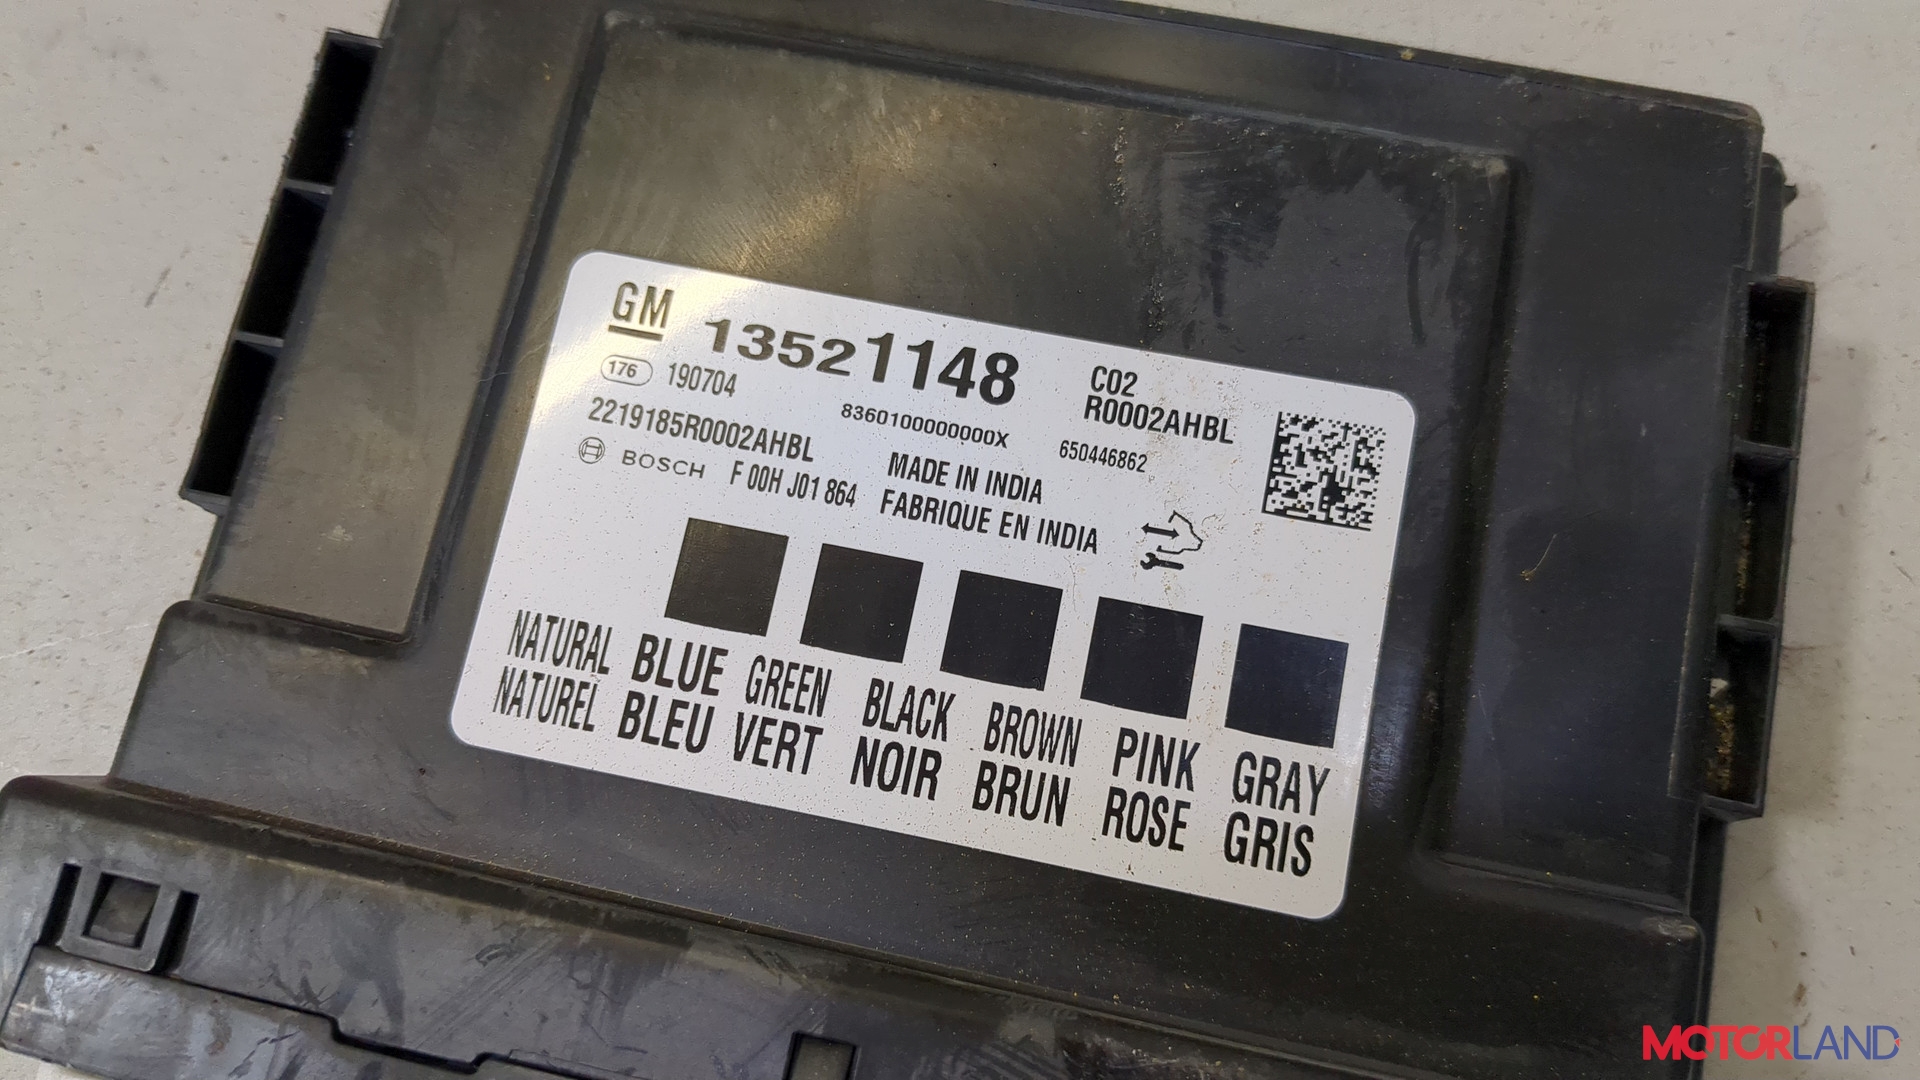 GM 13521148 C02
176 190704 8360100000000X R0002AHBL
2219185R0002AHBL 650446862
BOSCH F 00H J01 864 MADE IN INDIA
FABRIQUE EN INDIA
NATURAL BLUE GREEN BLACK BROWN PINK GRAY
NATUREL BLEU VERT NOIR BRUN ROSE GRIS
MOTORLAND